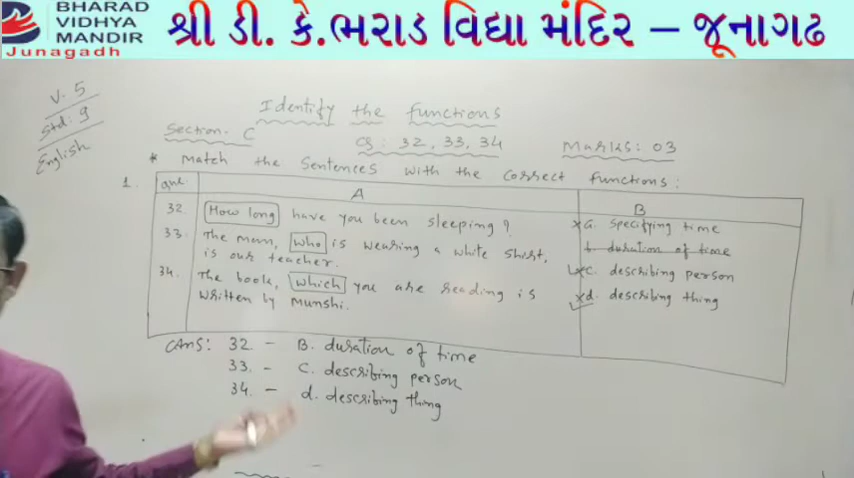 BHARAD
VIDHYA
MANDIR
Junagadh
શ્રી ડી. કે.ભરાડ વિદ્યા મંદિર – જૂનાગઢ
V. 5
Std: 9
English
Identify the functions
Section - C
Qs: 32, 33, 34
Marks: 03
* Match the Sentences with the correct functions:
1.
que
A
B
32. How long have you been sleeping?
a. specifying time
33. The man, who is wearing a white shirt,
b. duration of time
is our teacher.
c. describing person
34. The book, which you are reading is
d. describing thing
written by Munshi.
Ans: 32 - B. duration of time
33. - C. describing person
34. - d. describing thing